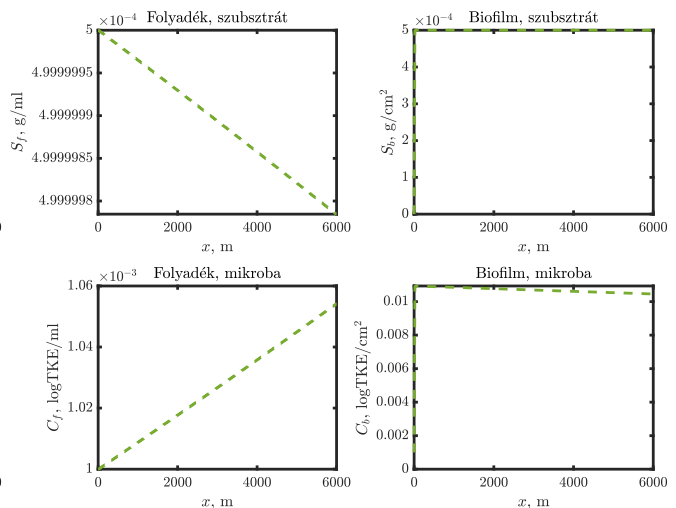 ×10⁻⁴ Folyadék, szubsztrát
5
4.9999995
4.999999
4.9999985
4.999998
S_f, g/ml
0 2000 4000 6000
x, m
×10⁻⁴ Biofilm, szubsztrát
5
4
3
2
1
0
S_b, g/cm²
0 2000 4000 6000
x, m
×10⁻³ Folyadék, mikroba
1.06
1.04
1.02
1
C_f, logTKE/ml
0 2000 4000 6000
x, m
Biofilm, mikroba
0.01
0.008
0.006
0.004
0.002
0
C_b, logTKE/cm²
0 2000 4000 6000
x, m